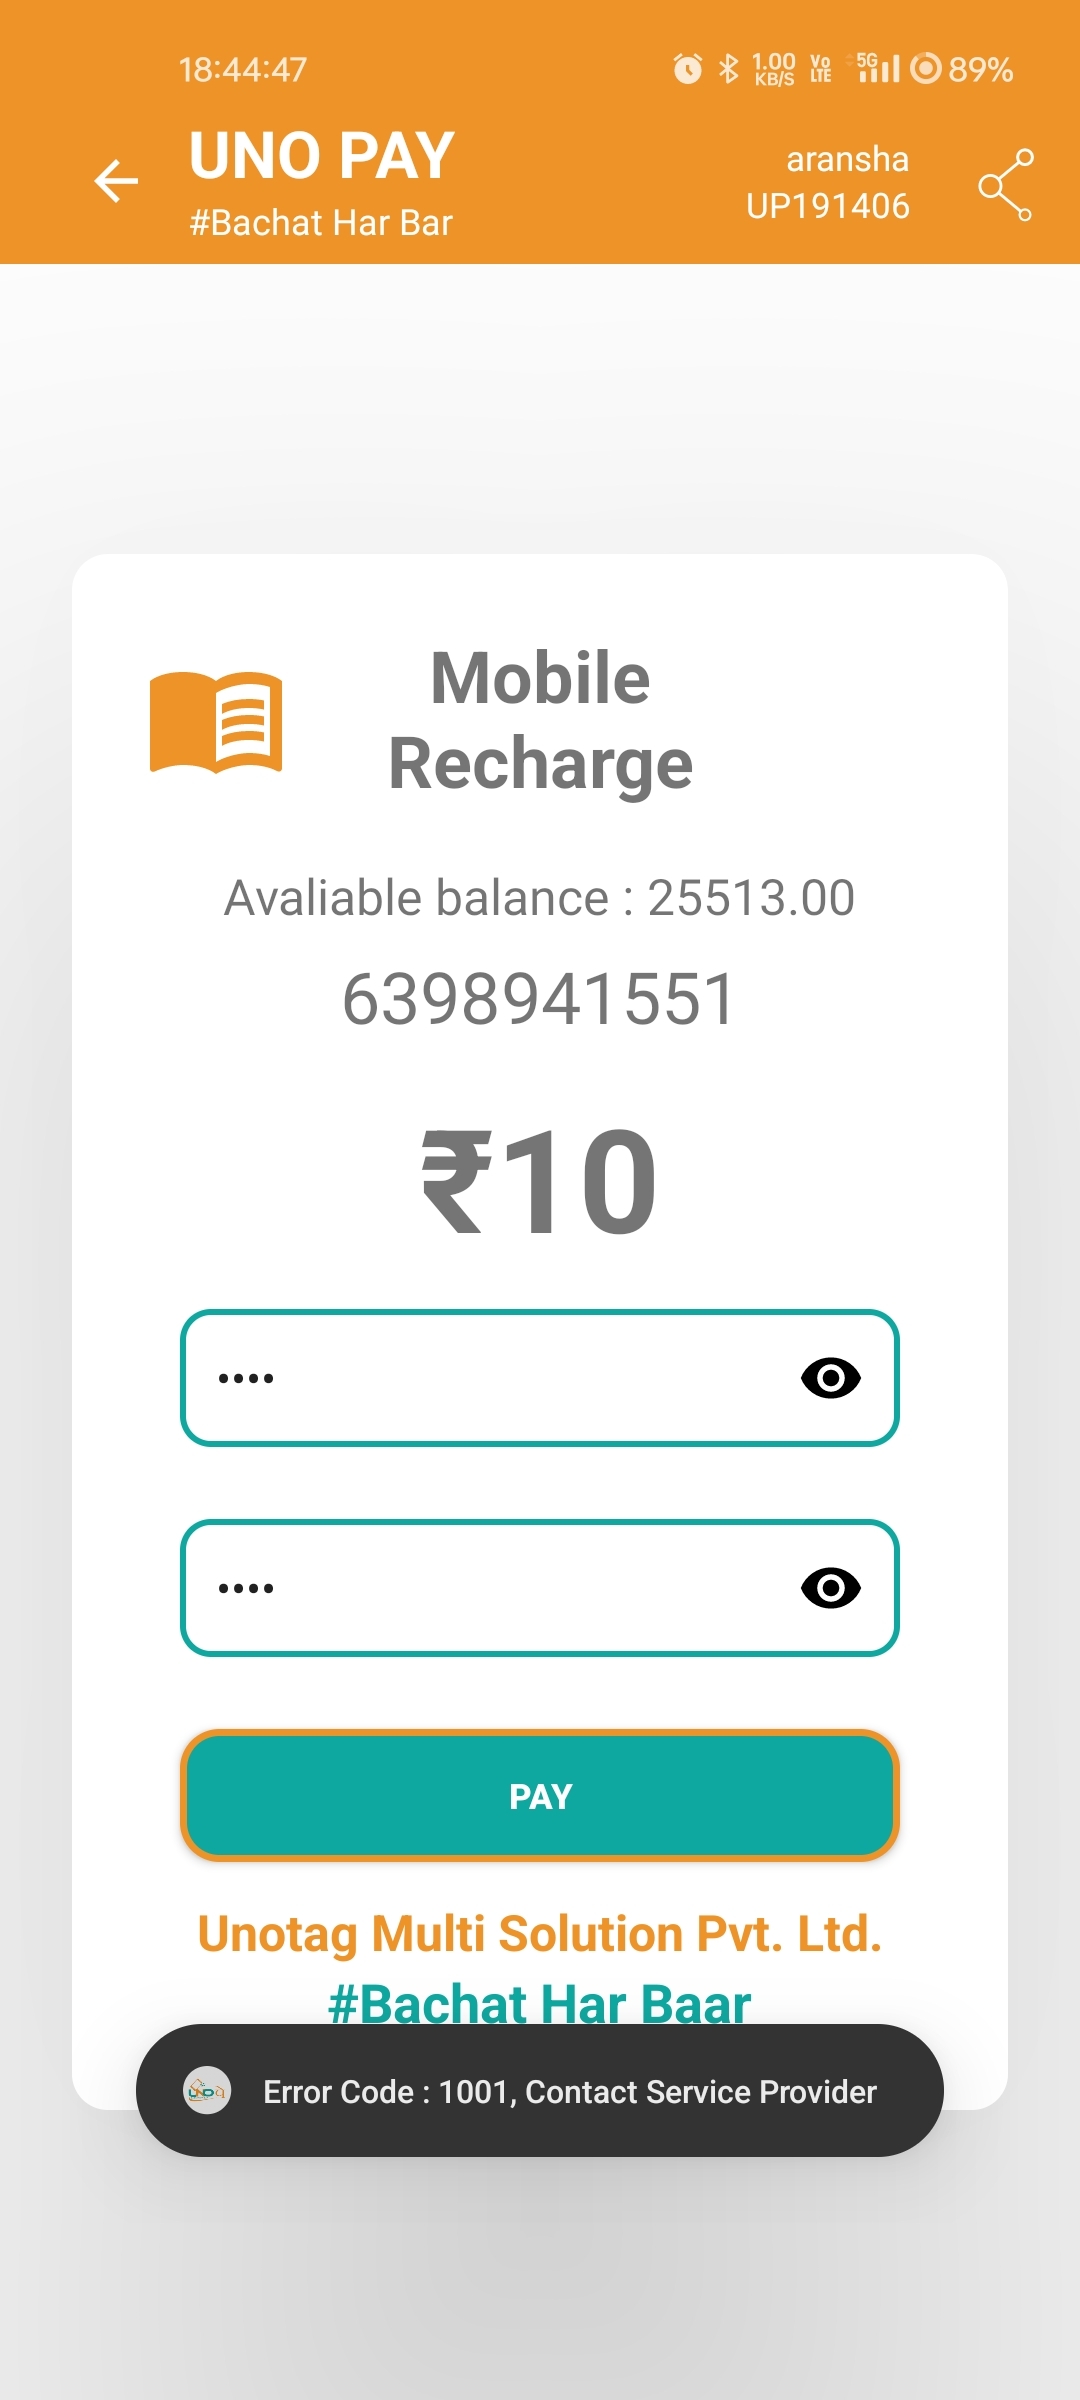 18:44:47
1.00 KB/S Vo LTE 5G 89%
UNO PAY
#Bachat Har Bar
aransha
UP191406
Mobile
Recharge
Avaliable balance : 25513.00
6398941551
₹10
••••
••••
PAY
Unotag Multi Solution Pvt. Ltd.
#Bachat Har Baar
UNO
Error Code : 1001, Contact Service Provider